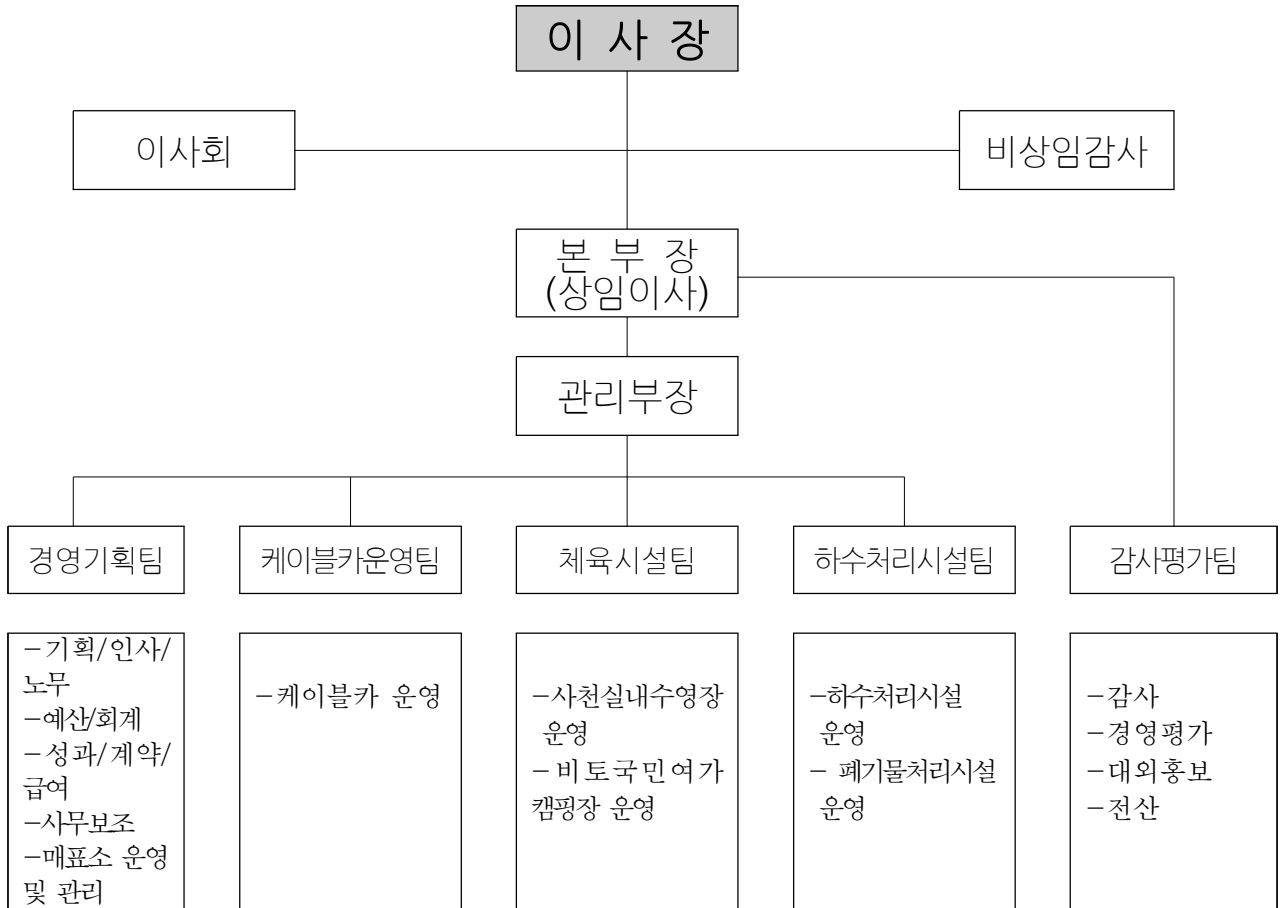 이 사 장
이사회
비상임감사
본 부 장
(상임이사)
관리부장
경영기획팀
케이블카운영팀
체육시설팀
하수처리시설팀
감사평가팀
-기획/인사/
노무
-예산/회계
-성과/계약/
급여
-사무보조
-매표소 운영
및 관리
-케이블카 운영
-사천실내수영장
운영
-비토국민여가
캠핑장 운영
-하수처리시설
운영
- 폐기물처리시설
운영
-감사
-경영평가
-대외홍보
-전산